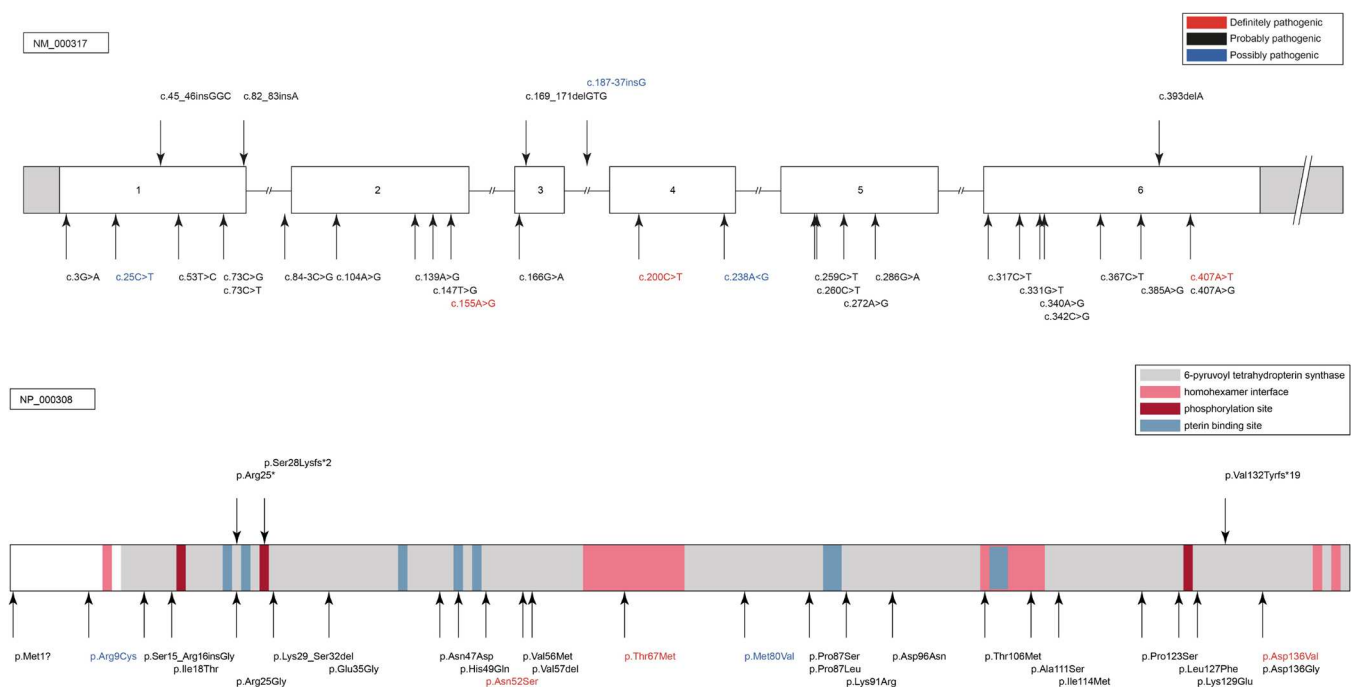 NM_000317
Definitely pathogenic
Probably pathogenic
Possibly pathogenic
c.187-37insG
c.45_46insGGC
c.82_83insA
c.169_171delGTG
c.393delA
1
2
3
4
5
6
c.3G>A
c.25C>T
c.53T>C
c.73C>G
c.84-3C>G
c.104A>G
c.139A>G
c.166G>A
c.200C>T
c.238A<G
c.259C>T
c.286G>A
c.317C>T
c.367C>T
c.407A>T
c.73C>T
c.147T>G
c.260C>T
c.331G>T
c.385A>G
c.407A>G
c.155A>G
c.272A>G
c.340A>G
c.342C>G
NP_000308
6-pyruvoyl tetrahydropterin synthase
homohexamer interface
phosphorylation site
pterin binding site
p.Ser28Lysfs*2
p.Arg25*
p.Val132Tyrfs*19
p.Met1?
p.Arg9Cys
p.Ser15_Arg16insGly
p.Lys29_Ser32del
p.Asn47Asp
p.Val56Met
p.Thr67Met
p.Met80Val
p.Pro87Ser
p.Asp96Asn
p.Thr106Met
p.Pro123Ser
p.Asp136Val
p.Ile18Thr
p.Glu35Gly
p.His49Gln
p.Val57del
p.Pro87Leu
p.Ala111Ser
p.Leu127Phe
p.Asp136Gly
p.Arg25Gly
p.Asn52Ser
p.Lys91Arg
p.Ile114Met
p.Lys129Glu